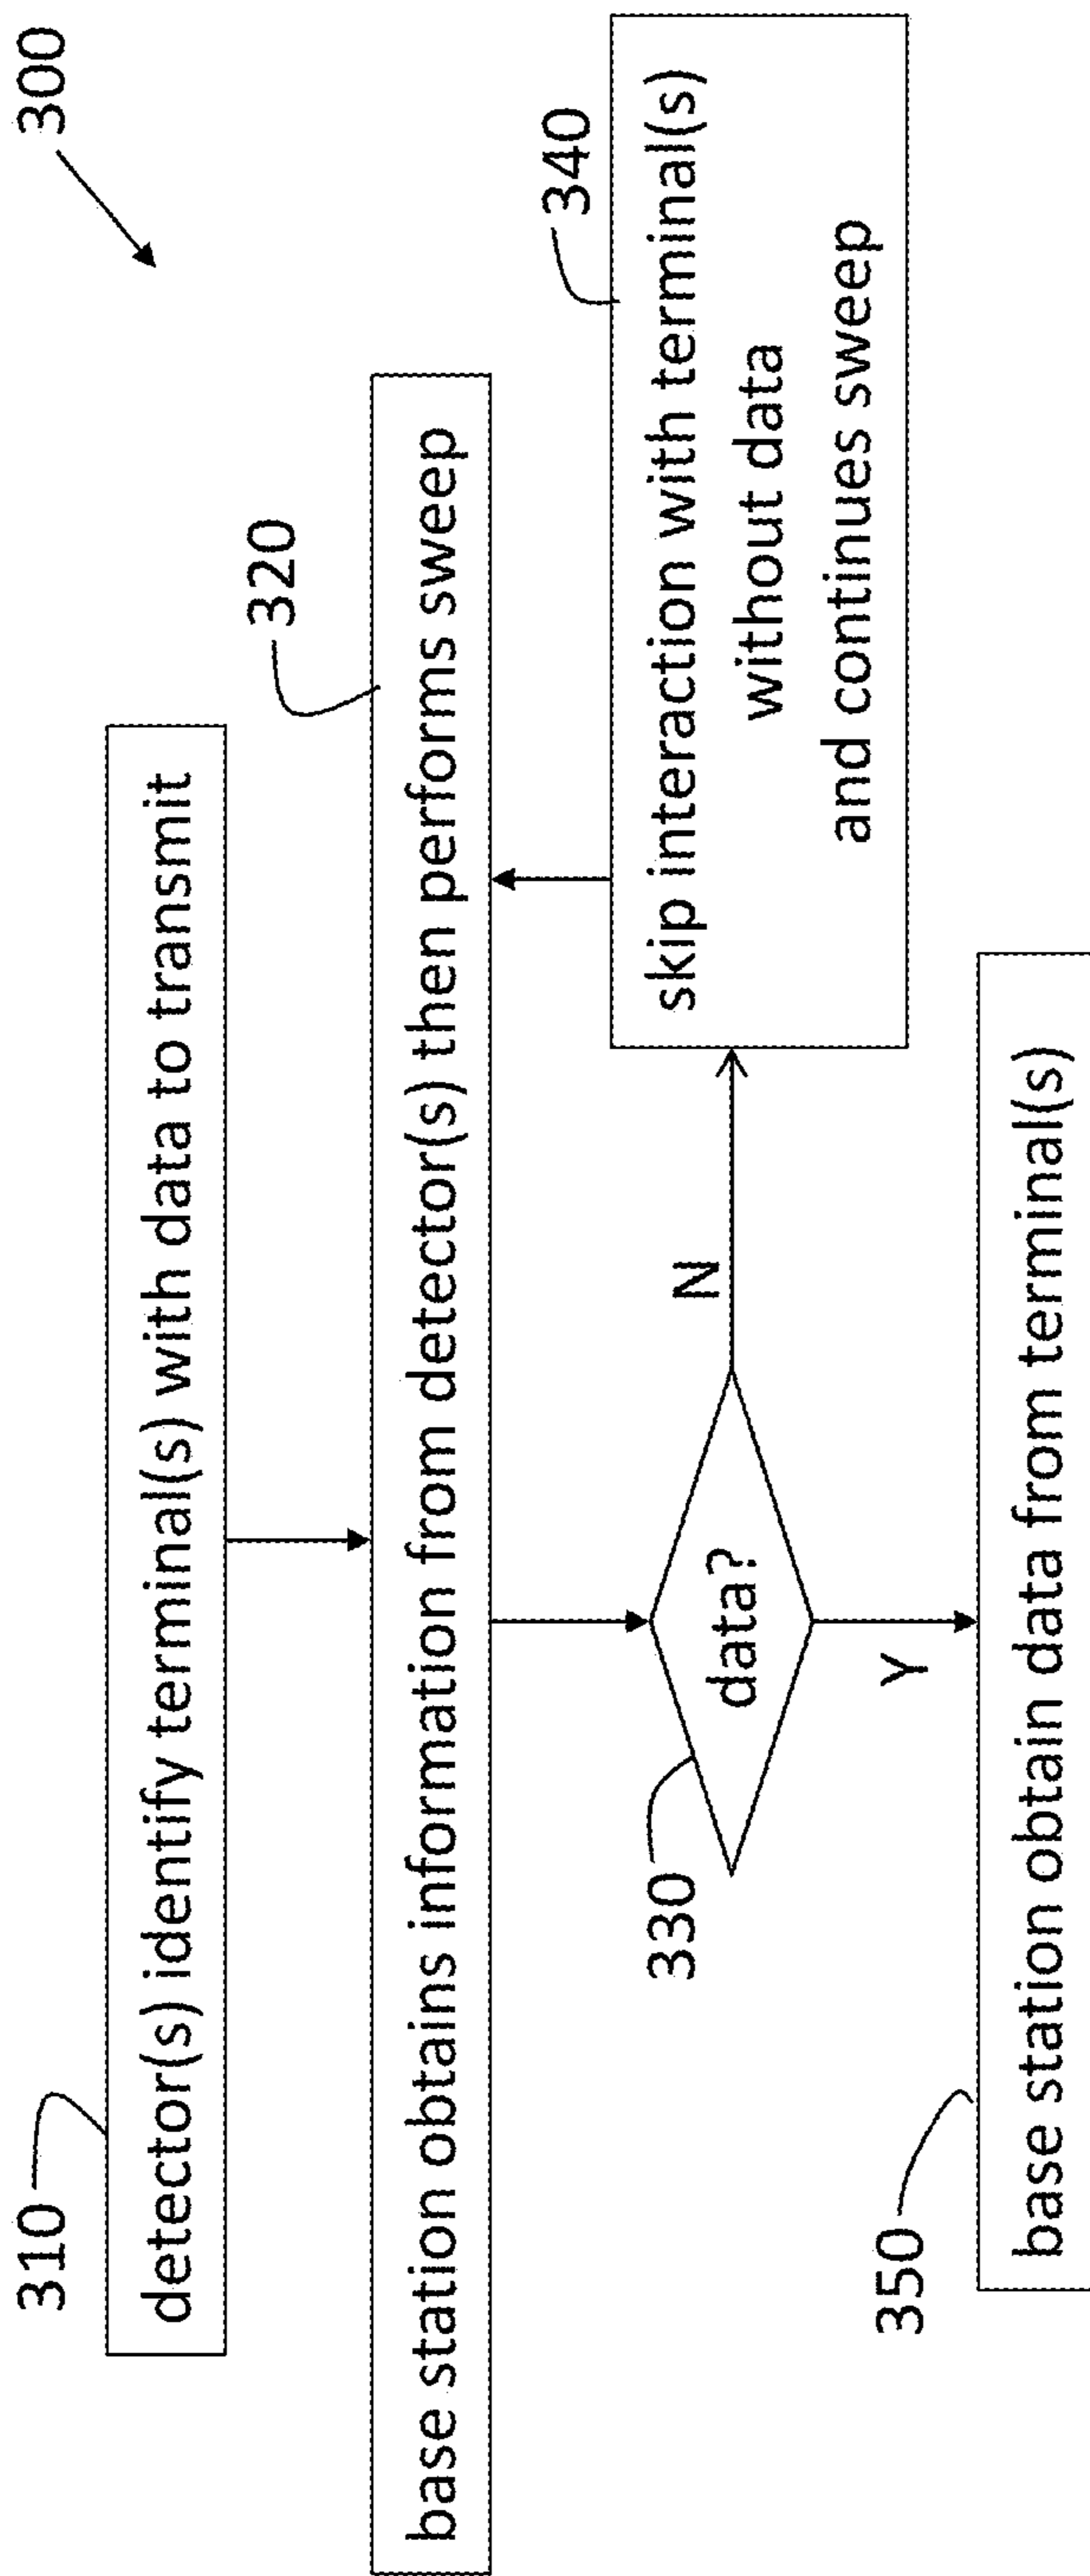 300
310
detector(s) identify terminal(s) with data to transmit
320
base station obtains information from detector(s) then performs sweep
330
data?
N
340
skip interaction with terminal(s)
without data
and continues sweep
Y
350
base station obtain data from terminal(s)